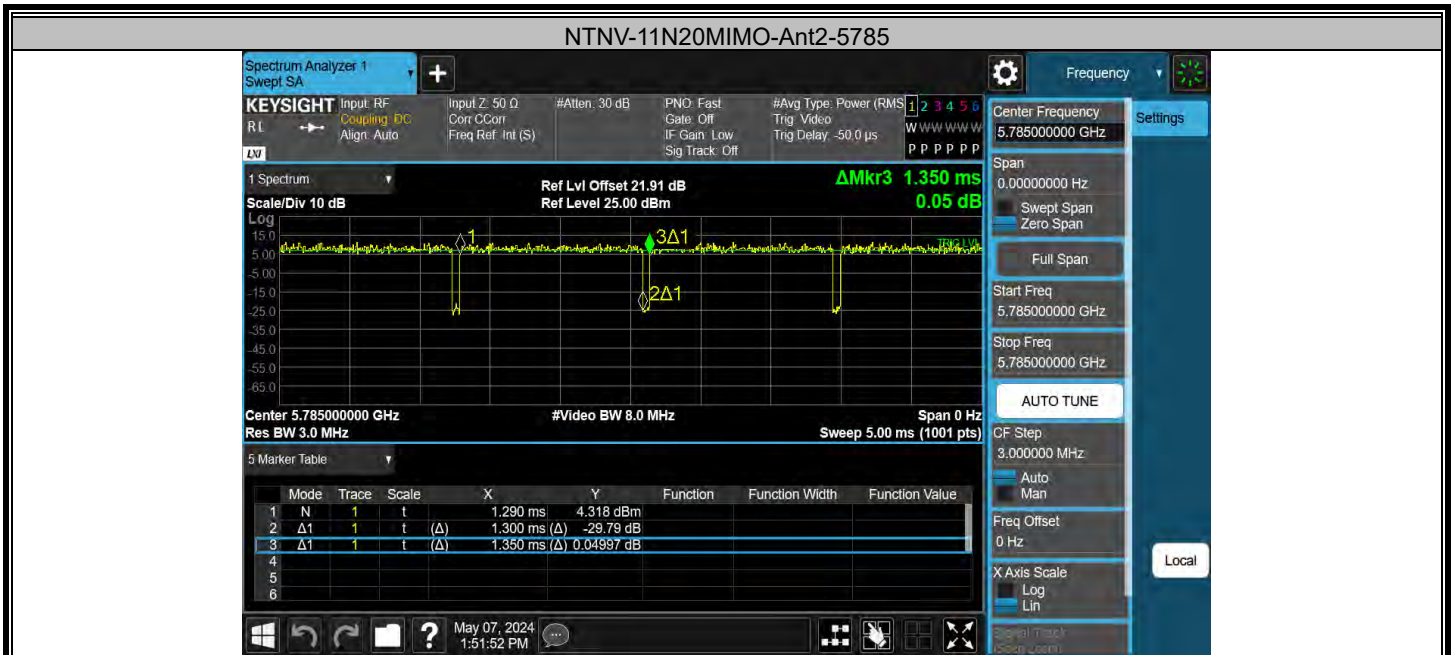 NTNV-11N20MIMO-Ant2-5785
Spectrum Analyzer 1
Swept SA
+
Frequency
KEYSIGHT
RL
LXI
Input: RF
Coupling: DC
Align: Auto
Input Z: 50 Ω
Corr CCorr
Freq Ref: Int (S)
#Atten: 30 dB
PNO: Fast
Gate: Off
IF Gain: Low
Sig Track: Off
#Avg Type: Power (RMS
Trig: Video
Trig Delay: -50.0 µs
1 2 3 4 5 6
W W W W W W
P P P P P P
1 Spectrum
Scale/Div 10 dB
Ref Lvl Offset 21.91 dB
Ref Level 25.00 dBm
ΔMkr3 1.350 ms
0.05 dB
Log
15.0
5.00
-5.00
-15.0
-25.0
-35.0
-45.0
-55.0
-65.0
1
3Δ1
2Δ1
TRIG LVL
Center 5.785000000 GHz
#Video BW 8.0 MHz
Span 0 Hz
Res BW 3.0 MHz
Sweep 5.00 ms (1001 pts)
5 Marker Table
Mode Trace Scale X Y Function Function Width Function Value
1 N 1 t 1.290 ms 4.318 dBm
2 Δ1 1 t (Δ) 1.300 ms (Δ) -29.79 dB
3 Δ1 1 t (Δ) 1.350 ms (Δ) 0.04997 dB
4
5
6
?
May 07, 2024
1:51:52 PM
Center Frequency
5.785000000 GHz
Span
0.00000000 Hz
Swept Span
Zero Span
Full Span
Start Freq
5.785000000 GHz
Stop Freq
5.785000000 GHz
AUTO TUNE
CF Step
3.000000 MHz
Auto
Man
Freq Offset
0 Hz
X Axis Scale
Log
Lin
Signal Track
(Span Zoom)
Settings
Local